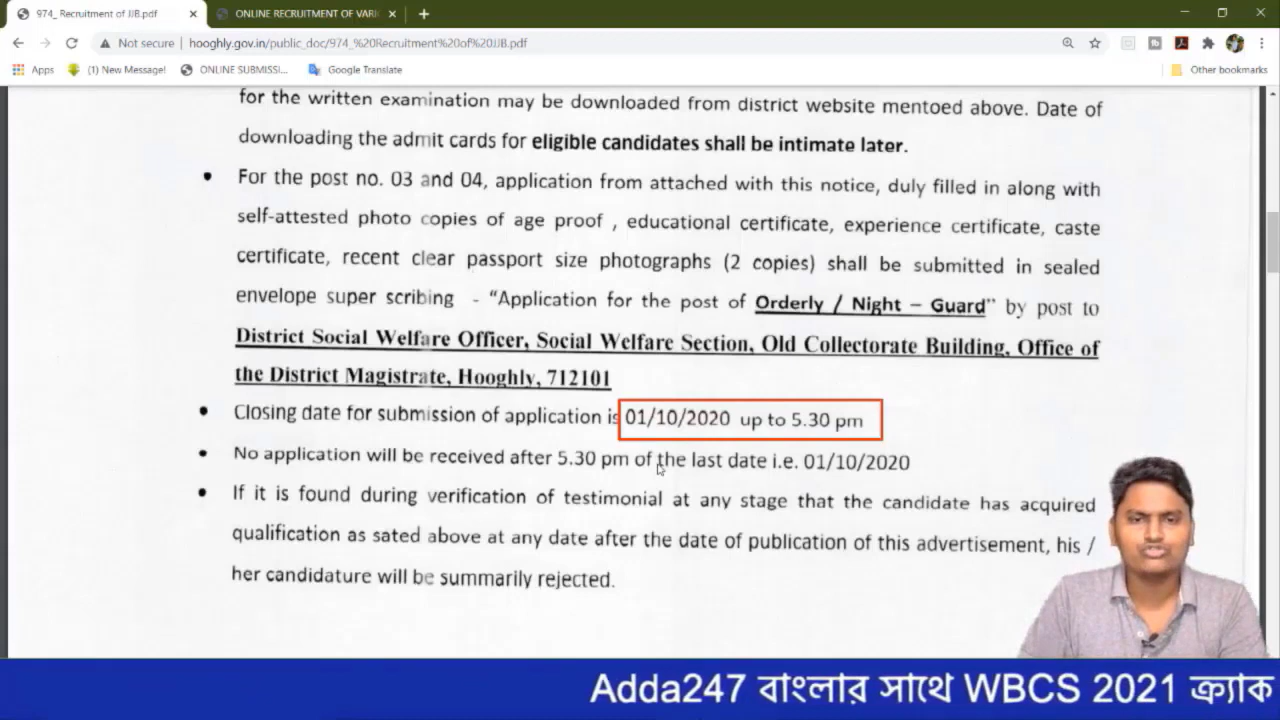 974_ Recruitment of JJB.pdf
ONLINE RECRUITMENT OF VARI
Not secure | hooghly.gov.in/public_doc/974_%20Recruitment%20of%20JJB.pdf
Apps
(1) New Message!
ONLINE SUBMISSI...
Google Translate
Other bookmarks
for the written examination may be downloaded from district website mentoed above. Date of
downloading the admit cards for eligible candidates shall be intimate later.
• For the post no. 03 and 04, application from attached with this notice, duly filled in along with
self-attested photo copies of age proof , educational certificate, experience certificate, caste
certificate, recent clear passport size photographs (2 copies) shall be submitted in sealed
envelope super scribing - "Application for the post of Orderly / Night – Guard" by post to
District Social Welfare Officer, Social Welfare Section, Old Collectorate Building, Office of
the District Magistrate, Hooghly, 712101
• Closing date for submission of application is 01/10/2020 up to 5.30 pm
• No application will be received after 5.30 pm of the last date i.e. 01/10/2020
• If it is found during verification of testimonial at any stage that the candidate has acquired
qualification as sated above at any date after the date of publication of this advertisement, his /
her candidature will be summarily rejected.
Adda247 বাংলার সাথে WBCS 2021 ক্র্যাক